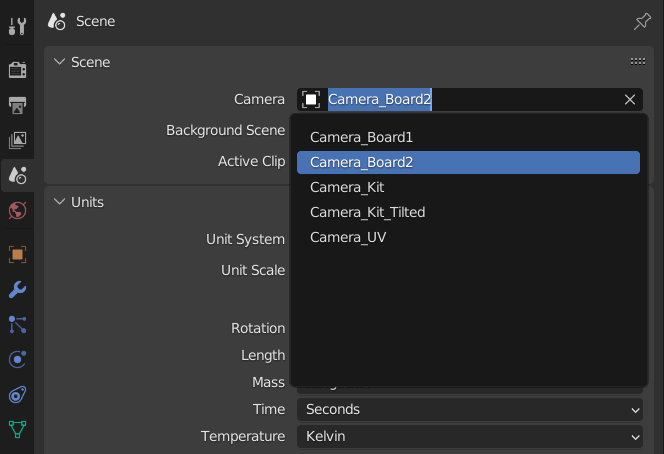 Scene
Scene
Camera
Camera_Board2
Background Scene
Active Clip
Camera_Board1
Camera_Board2
Camera_Kit
Camera_Kit_Tilted
Camera_UV
Units
Unit System
Unit Scale
Rotation
Length
Mass
Time
Seconds
Temperature
Kelvin